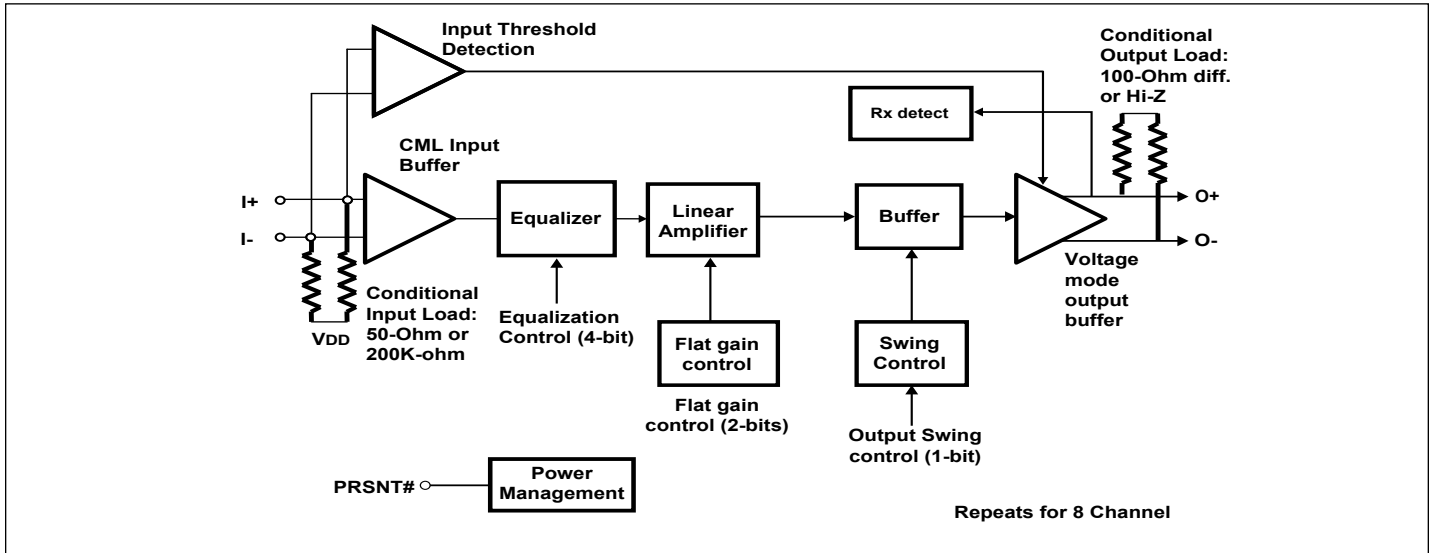 Input Threshold
Detection
Conditional
Output Load:
100-Ohm diff.
or Hi-Z
Rx detect
CML Input
Buffer
I+
I-
Equalizer
Linear
Amplifier
Buffer
O+
O-
Voltage
mode
output
buffer
Conditional
Input Load:
50-Ohm or
200K-ohm
VDD
Equalization
Control (4-bit)
Flat gain
control
Swing
Control
Flat gain
control (2-bits)
Output Swing
control (1-bit)
PRSNT#
Power
Management
Repeats for 8 Channel